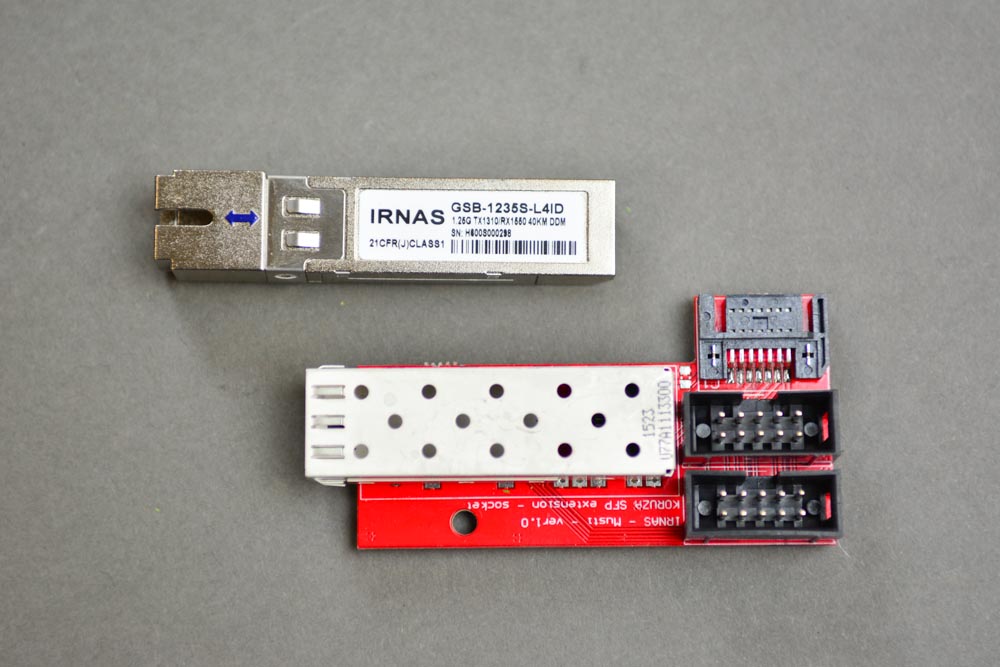 IRNAS
GSB-1235S-L4ID
1.25G TX1310/RX1550 40KM DDM
SN: H600S000298
21CFR(J)CLASS1
1523
U77A1113300
IRNAS - Musti - ver1.0
KORUZA SFP extension - socket